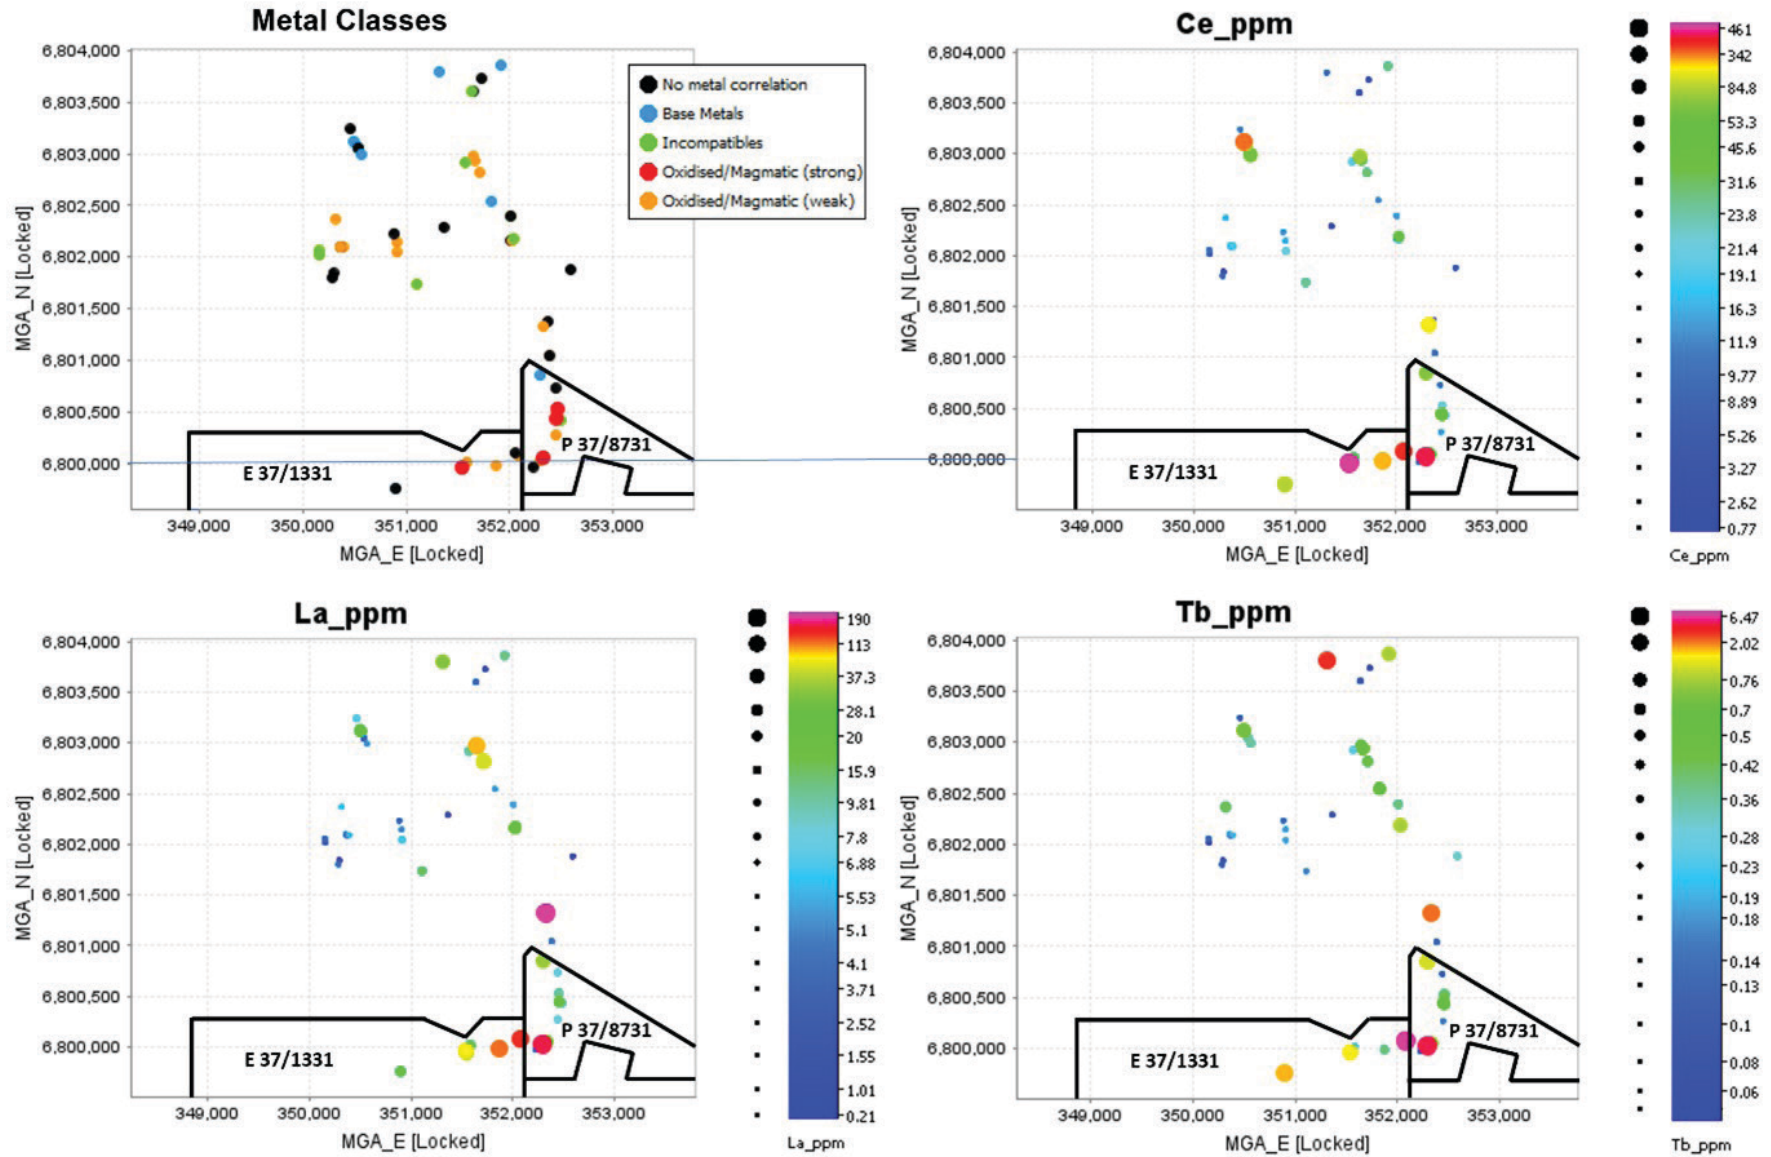 Metal Classes
6,804,000
6,803,500
6,803,000
6,802,500
6,802,000
6,801,500
6,801,000
6,800,500
6,800,000
MGA_N [Locked]
No metal correlation
Base Metals
Incompatibles
Oxidised/Magmatic (strong)
Oxidised/Magmatic (weak)
E 37/1331
P 37/8731
349,000 350,000 351,000 352,000 353,000
MGA_E [Locked]
Ce_ppm
6,804,000
6,803,500
6,803,000
6,802,500
6,802,000
6,801,500
6,801,000
6,800,500
6,800,000
MGA_N [Locked]
E 37/1331
P 37/8731
349,000 350,000 351,000 352,000 353,000
MGA_E [Locked]
461
342
84.8
53.3
45.6
31.6
23.8
21.4
19.1
16.3
11.9
9.77
8.89
5.26
3.27
2.62
0.77
Ce_ppm
La_ppm
6,804,000
6,803,500
6,803,000
6,802,500
6,802,000
6,801,500
6,801,000
6,800,500
6,800,000
MGA_N [Locked]
E 37/1331
P 37/8731
349,000 350,000 351,000 352,000 353,000
MGA_E [Locked]
190
113
37.3
28.1
20
15.9
9.81
7.8
6.88
5.53
5.1
4.1
3.71
2.52
1.55
1.01
0.21
La_ppm
Tb_ppm
6,804,000
6,803,500
6,803,000
6,802,500
6,802,000
6,801,500
6,801,000
6,800,500
6,800,000
MGA_N [Locked]
E 37/1331
P 37/8731
349,000 350,000 351,000 352,000 353,000
MGA_E [Locked]
6.47
2.02
0.76
0.7
0.5
0.42
0.36
0.28
0.23
0.19
0.18
0.14
0.13
0.1
0.08
0.06
Tb_ppm